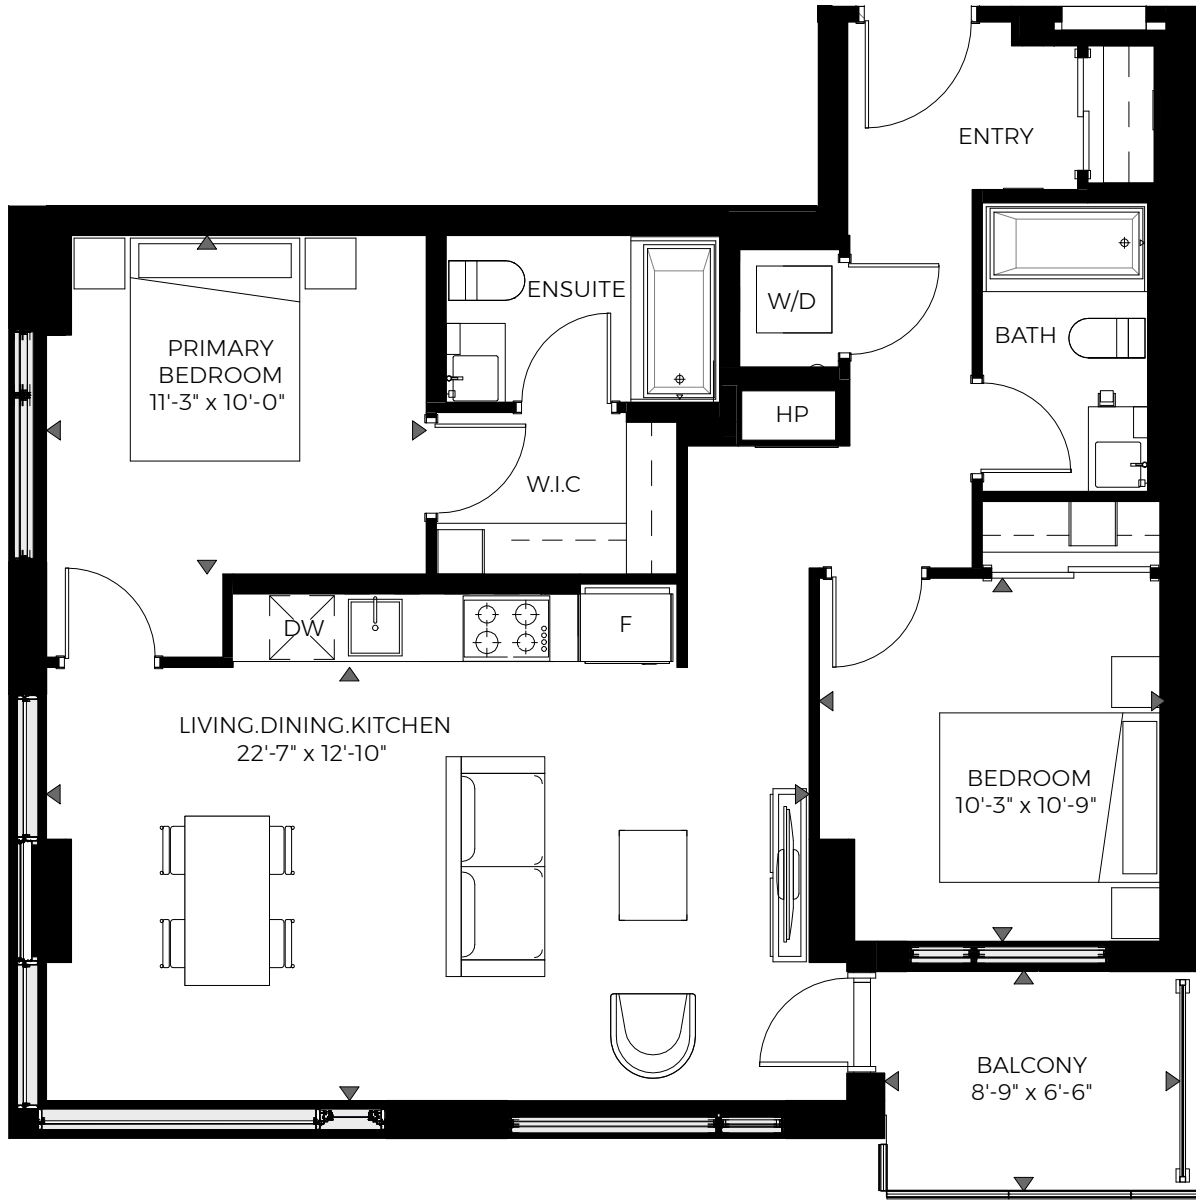 ENTRY
ENSUITE
W/D
BATH
PRIMARY
BEDROOM
11'-3" x 10'-0"
HP
W.I.C
DW
F
LIVING.DINING.KITCHEN
22'-7" x 12'-10"
BEDROOM
10'-3" x 10'-9"
BALCONY
8'-9" x 6'-6"